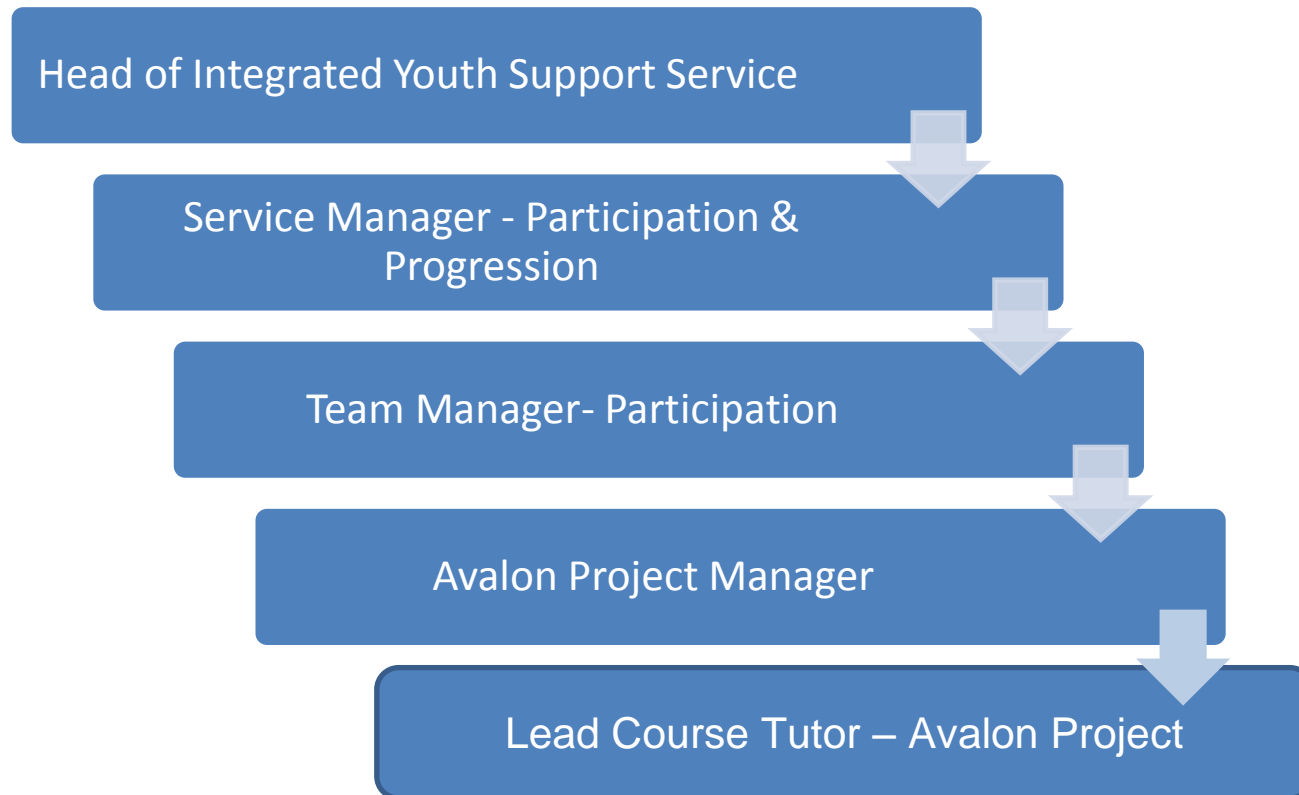 Head of Integrated Youth Support Service
Service Manager - Participation &
Progression
Team Manager- Participation
Avalon Project Manager
Lead Course Tutor – Avalon Project